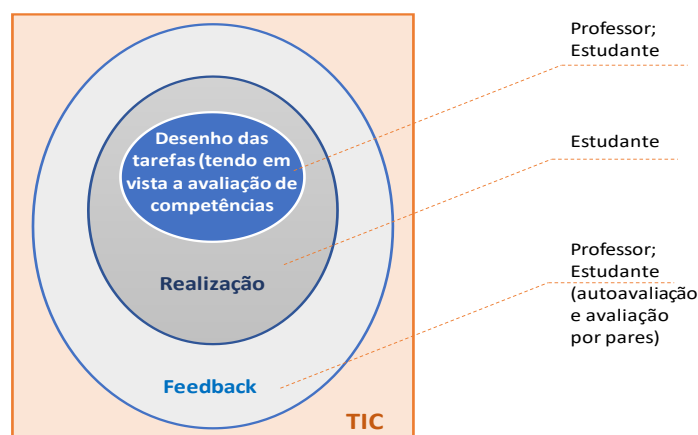 Professor;
Estudante
Desenho das
tarefas (tendo em
vista a avaliação de
competências
Estudante
Realização
Professor;
Estudante
(autoavaliação
e avaliação
por pares)
Feedback
TIC